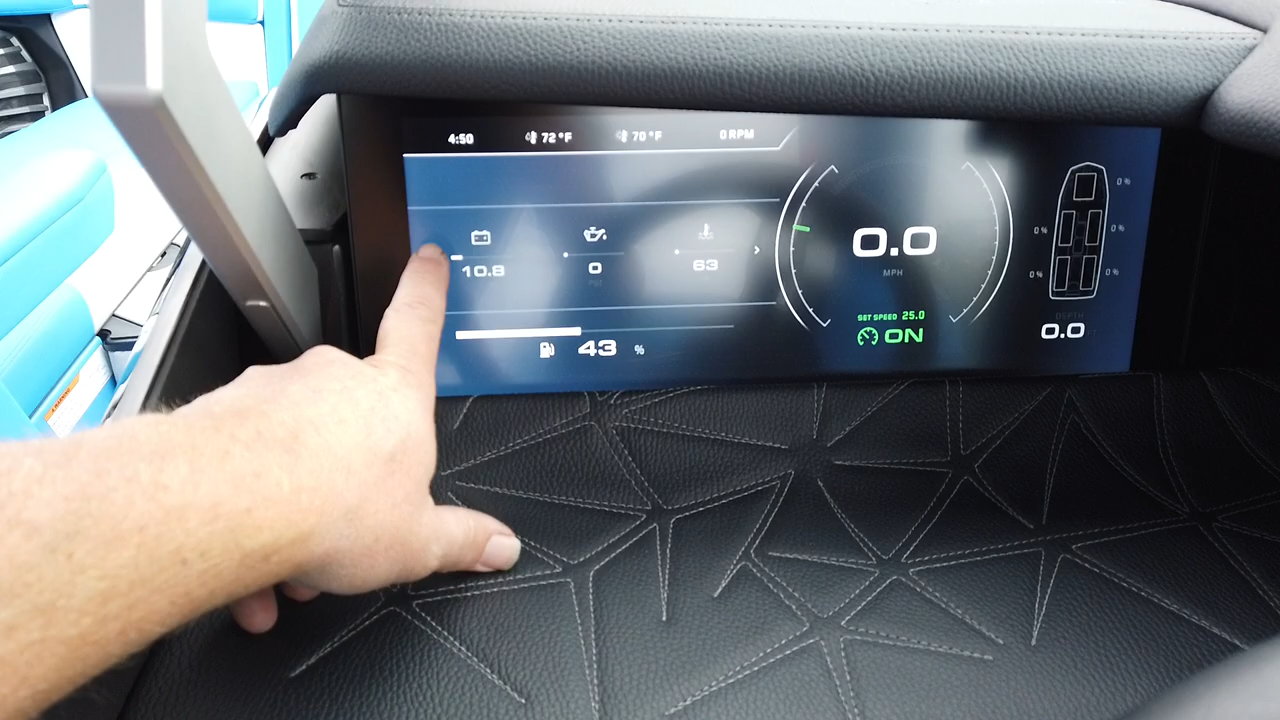 4:50 72 °F 70 °F 0 RPM
10.8 0 63
43 %
0.0
MPH
SET SPEED 25.0
ON
0 %
0 % 0 %
0 % 0 %
DEPTH
0.0